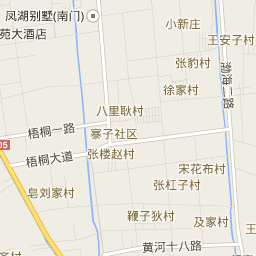 凤湖别墅(南门)
苑大酒店
小新庄
王安子村
张豹村
渤海二路
徐家村
八里耿村
梧桐一路
寨子社区
05
梧桐大道
张楼赵村
宋花布村
张杠子村
皂刘家村
鞭子狄村
及家村
黄河十八路